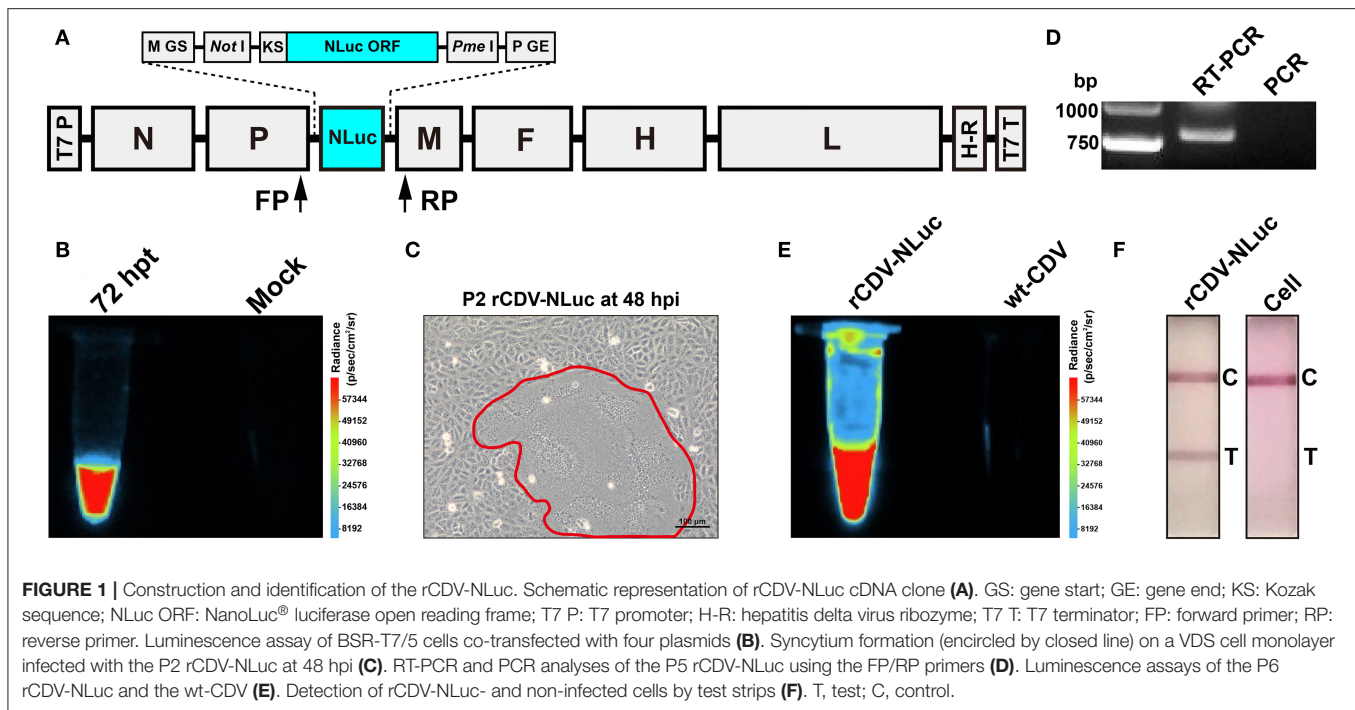 A
M GS
Not I
KS
NLuc ORF
Pme I
P GE
T7 P
N
P
NLuc
M
F
H
L
H-R
T7 T
FP
RP
D
bp
RT-PCR
PCR
1000
750
B
72 hpt
Mock
Radiance
(p/sec/cm²/sr)
57344
49152
40960
32768
24576
16384
8192
C
P2 rCDV-NLuc at 48 hpi
100 µm
E
rCDV-NLuc
wt-CDV
Radiance
(p/sec/cm²/sr)
57344
49152
40960
32768
24576
16384
8192
F
rCDV-NLuc
Cell
C
T
C
T
FIGURE 1 | Construction and identification of the rCDV-NLuc. Schematic representation of rCDV-NLuc cDNA clone (A). GS: gene start; GE: gene end; KS: Kozak
sequence; NLuc ORF: NanoLuc® luciferase open reading frame; T7 P: T7 promoter; H-R: hepatitis delta virus ribozyme; T7 T: T7 terminator; FP: forward primer; RP:
reverse primer. Luminescence assay of BSR-T7/5 cells co-transfected with four plasmids (B). Syncytium formation (encircled by closed line) on a VDS cell monolayer
infected with the P2 rCDV-NLuc at 48 hpi (C). RT-PCR and PCR analyses of the P5 rCDV-NLuc using the FP/RP primers (D). Luminescence assays of the P6
rCDV-NLuc and the wt-CDV (E). Detection of rCDV-NLuc- and non-infected cells by test strips (F). T, test; C, control.